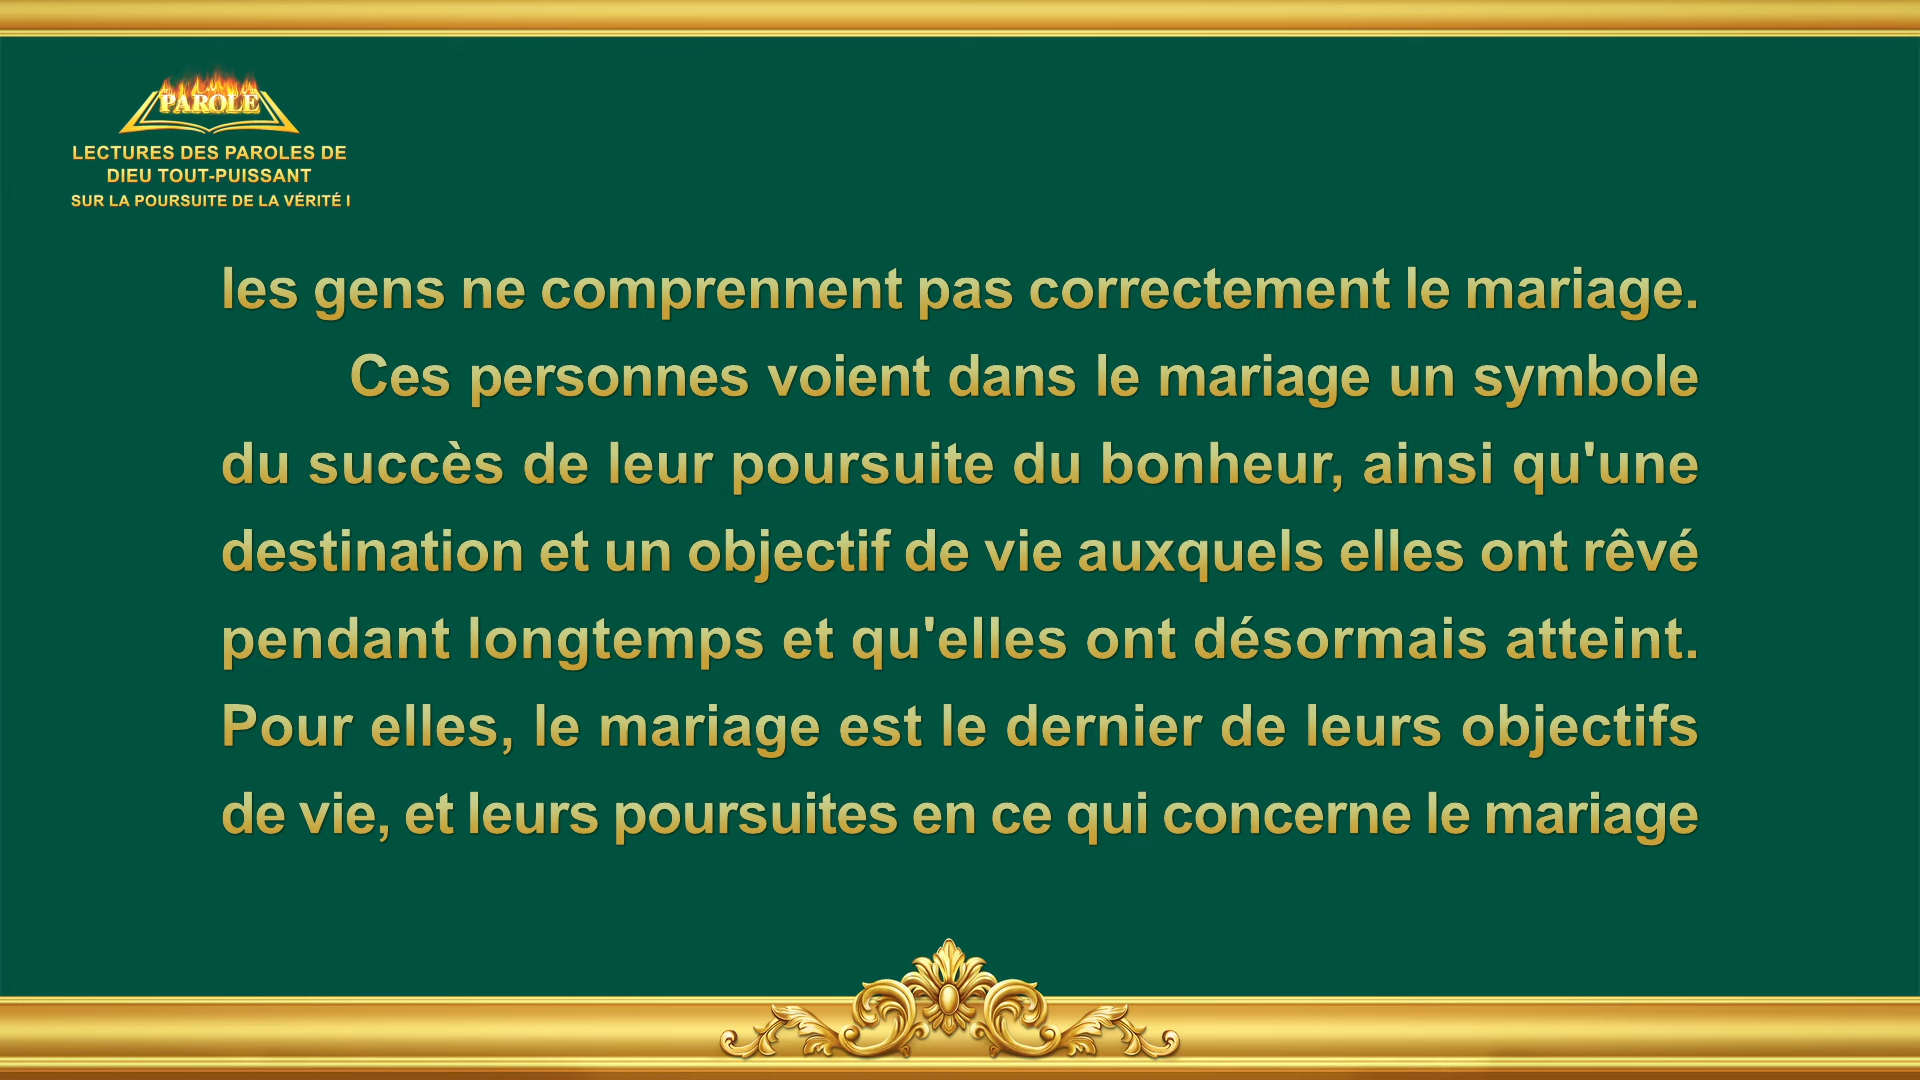 PAROLE
LECTURES DES PAROLES DE
DIEU TOUT-PUISSANT
SUR LA POURSUITE DE LA VÉRITÉ I
les gens ne comprennent pas correctement le mariage.
Ces personnes voient dans le mariage un symbole
du succès de leur poursuite du bonheur, ainsi qu'une
destination et un objectif de vie auxquels elles ont rêvé
pendant longtemps et qu'elles ont désormais atteint.
Pour elles, le mariage est le dernier de leurs objectifs
de vie, et leurs poursuites en ce qui concerne le mariage